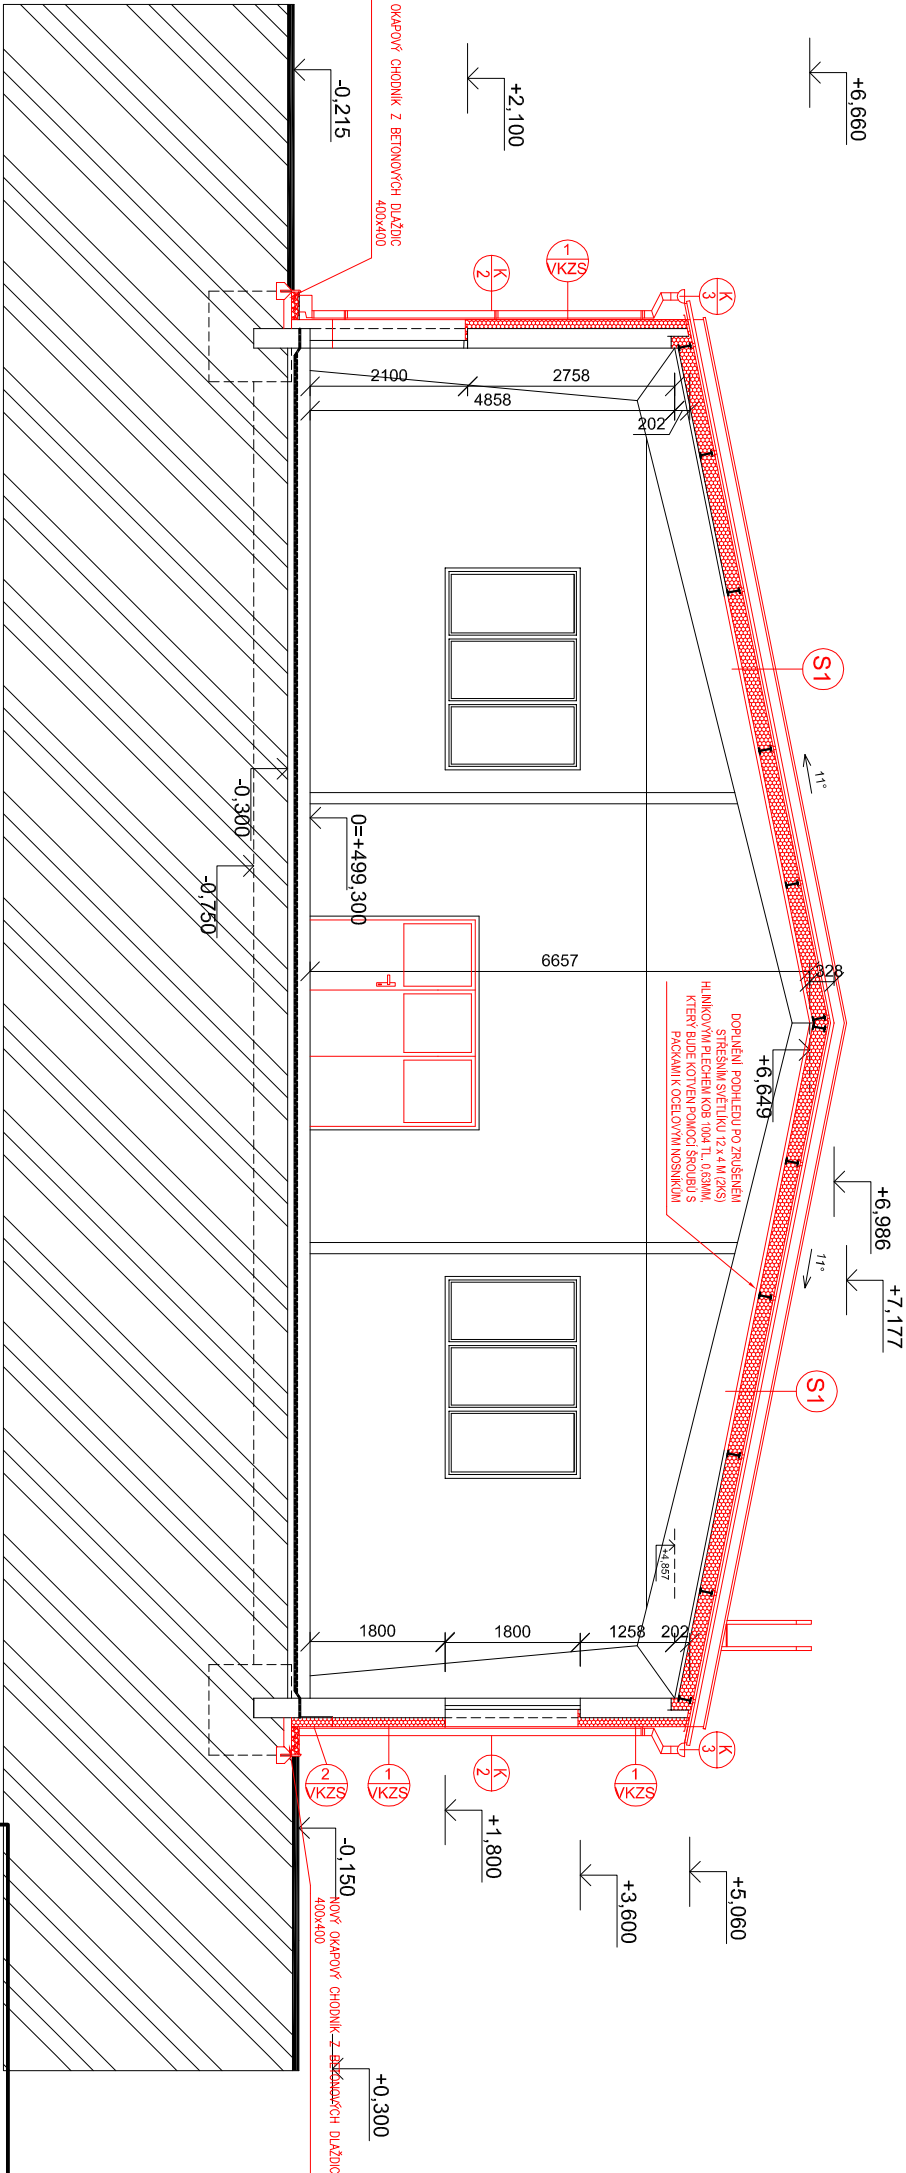 +6,660
+2,100
-0,215
OKAPOVÝ CHODNÍK Z BETONOVÝCH DLAŽDIC
400x400
K
3
1
VKZS
K
2
2100
2758
4858
202
S1
11°
-0,300
-0,750
0=+499,300
6657
328
+6,649
DOPLNĚNÍ PODHLEDU PO ZRUŠENÉM
STŘEŠNÍM SVĚTLÍKU 12 x 4 M (2KS)
HLINÍKOVÝM PLECHEM KOB 1004 TL. 0,63MM,
KTERÝ BUDE KOTVEN POMOCÍ ŠROUBŮ S
PACKAMI K OCELOVÝM NOSNÍKŮM
+6,986
+7,177
11°
S1
+4,857
1800
1800
1258
202
K
3
1
VKZS
K
2
1
VKZS
2
VKZS
+5,060
+3,600
+1,800
-0,150
NOVÝ OKAPOVÝ CHODNÍK Z BETONOVÝCH DLAŽDIC
400x400
+0,300